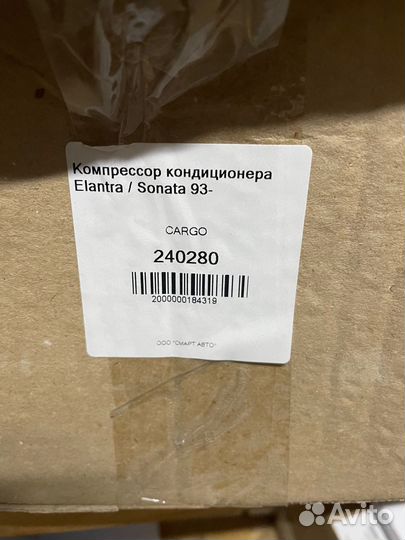 Компрессор кондиционера
Elantra / Sonata 93-
CARGO
240280
2000000184319
ООО "СМАРТ АВТО"
Avito